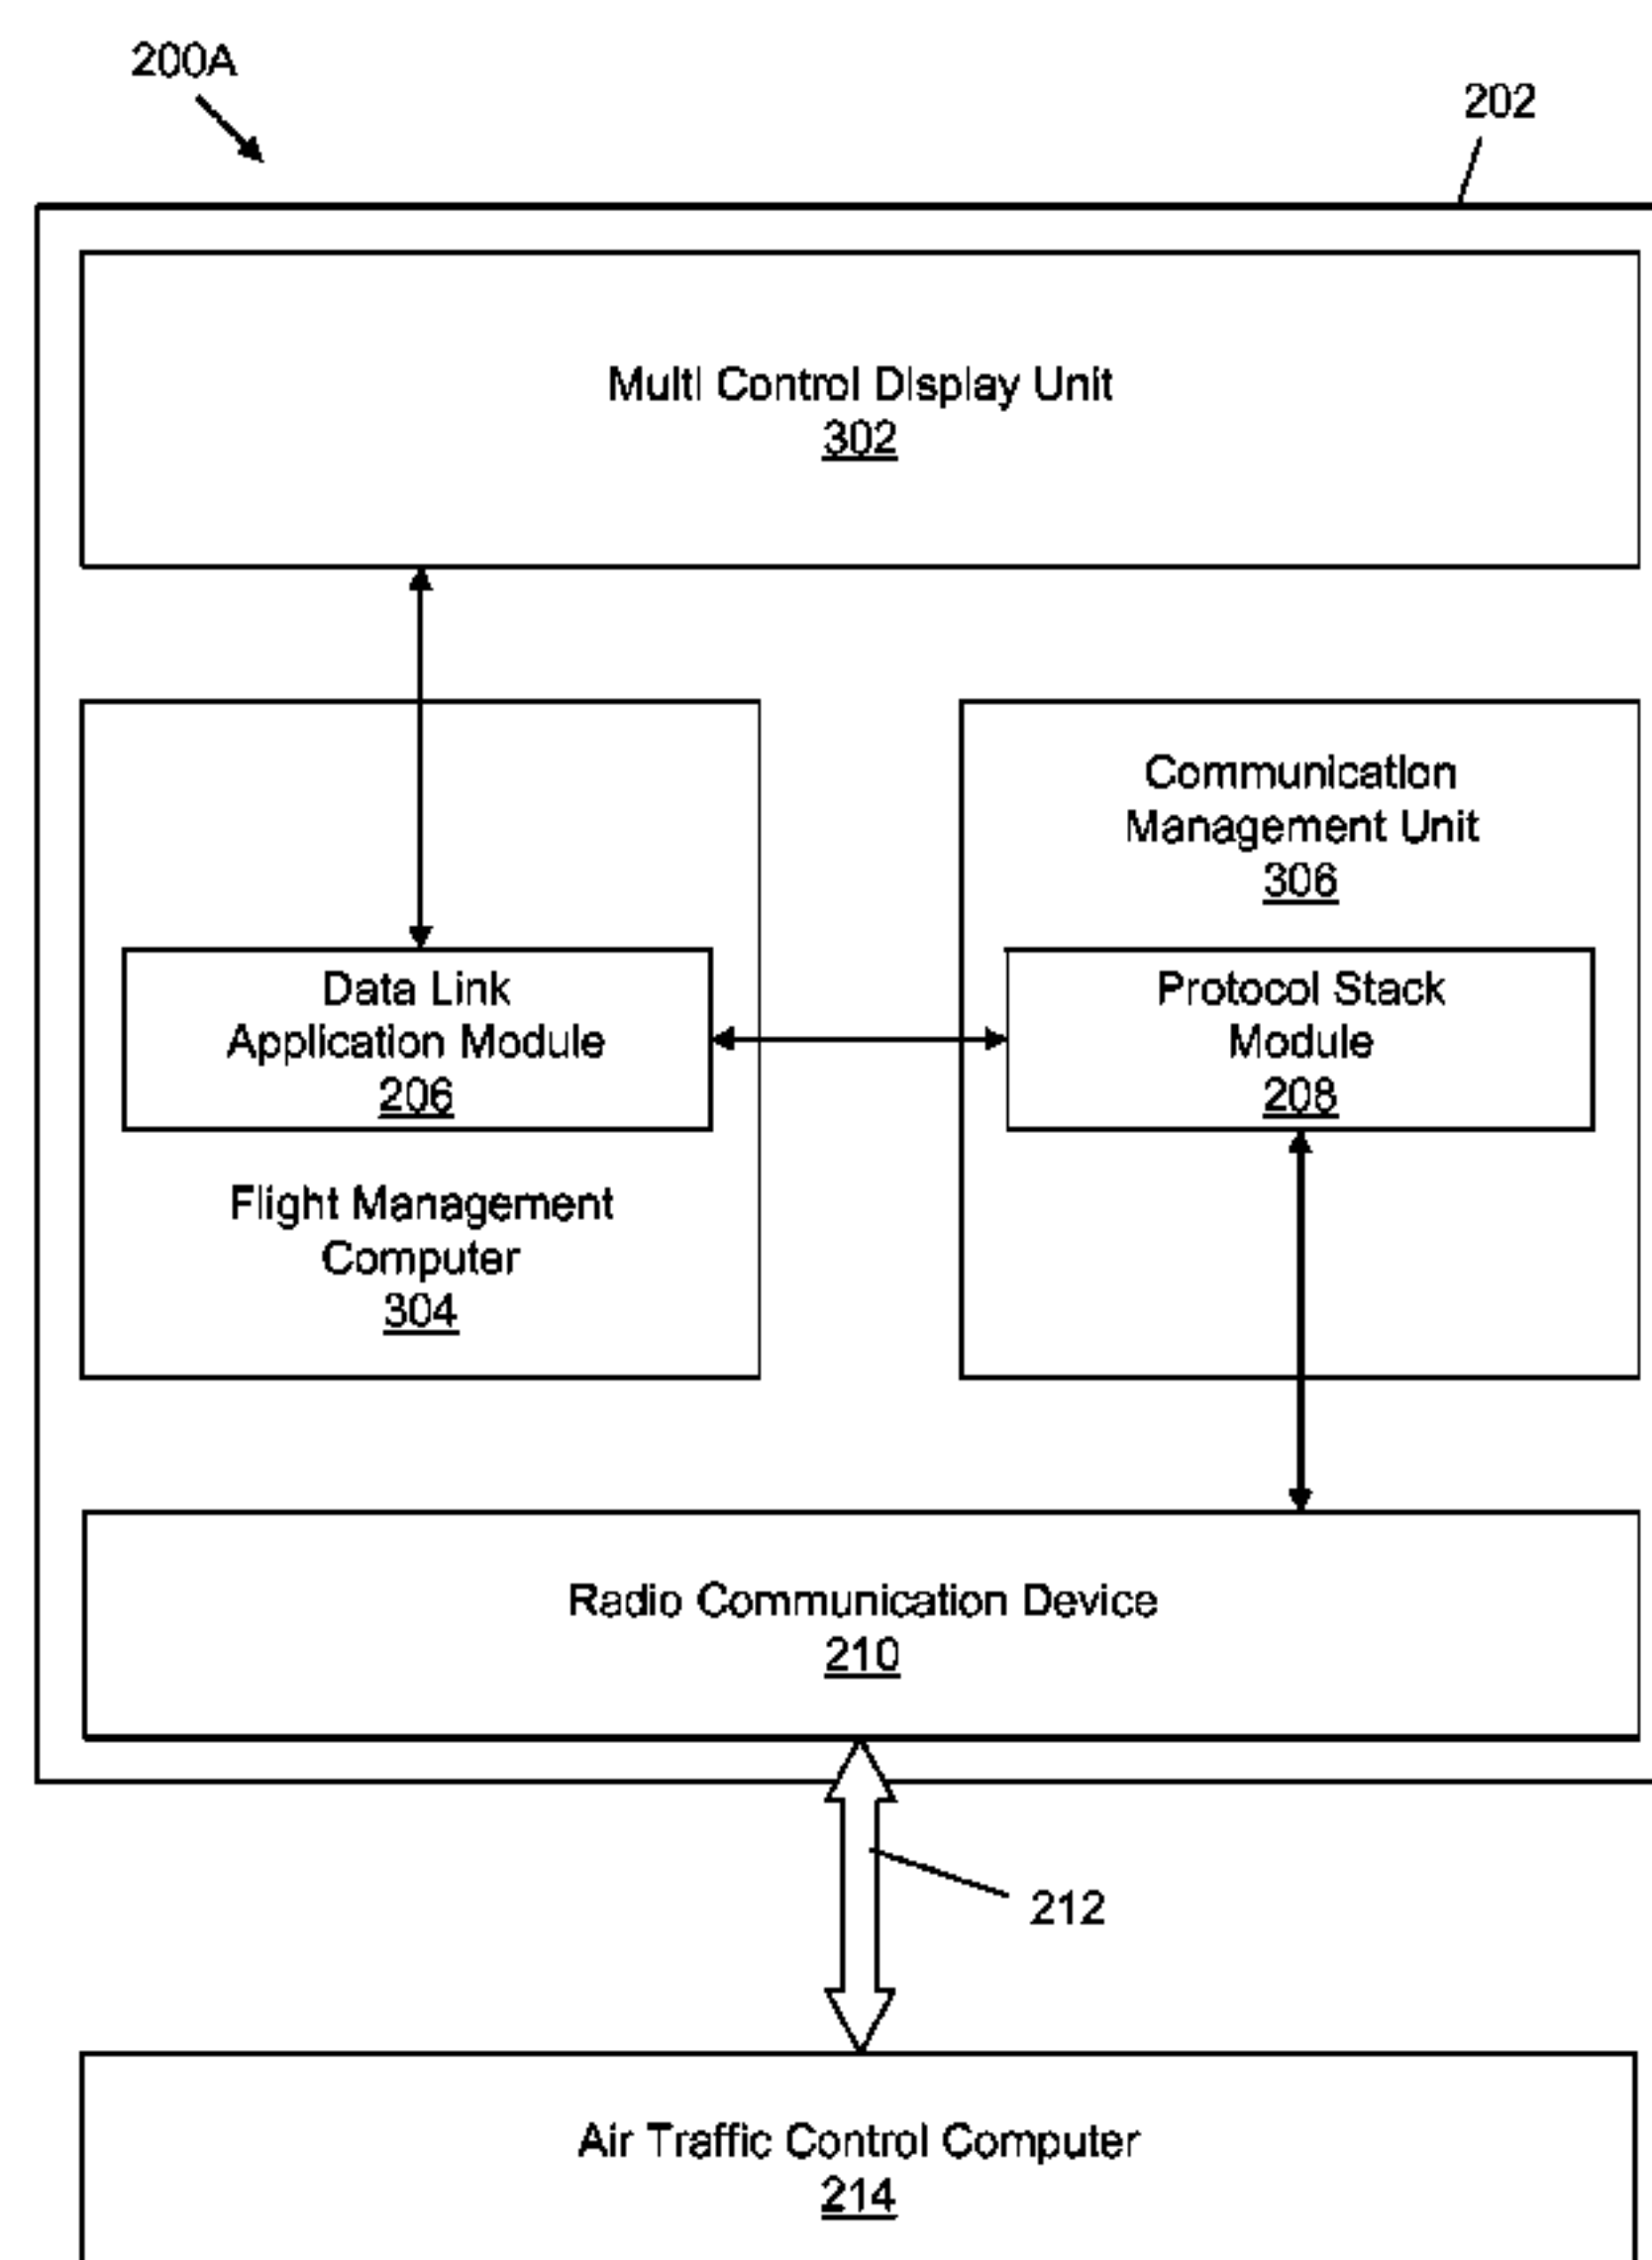 200A
202
Multi Control Display Unit
302
Communication
Management Unit
306
Data Link
Application Module
206
Protocol Stack
Module
208
Flight Management
Computer
304
Radio Communication Device
210
212
Air Traffic Control Computer
214